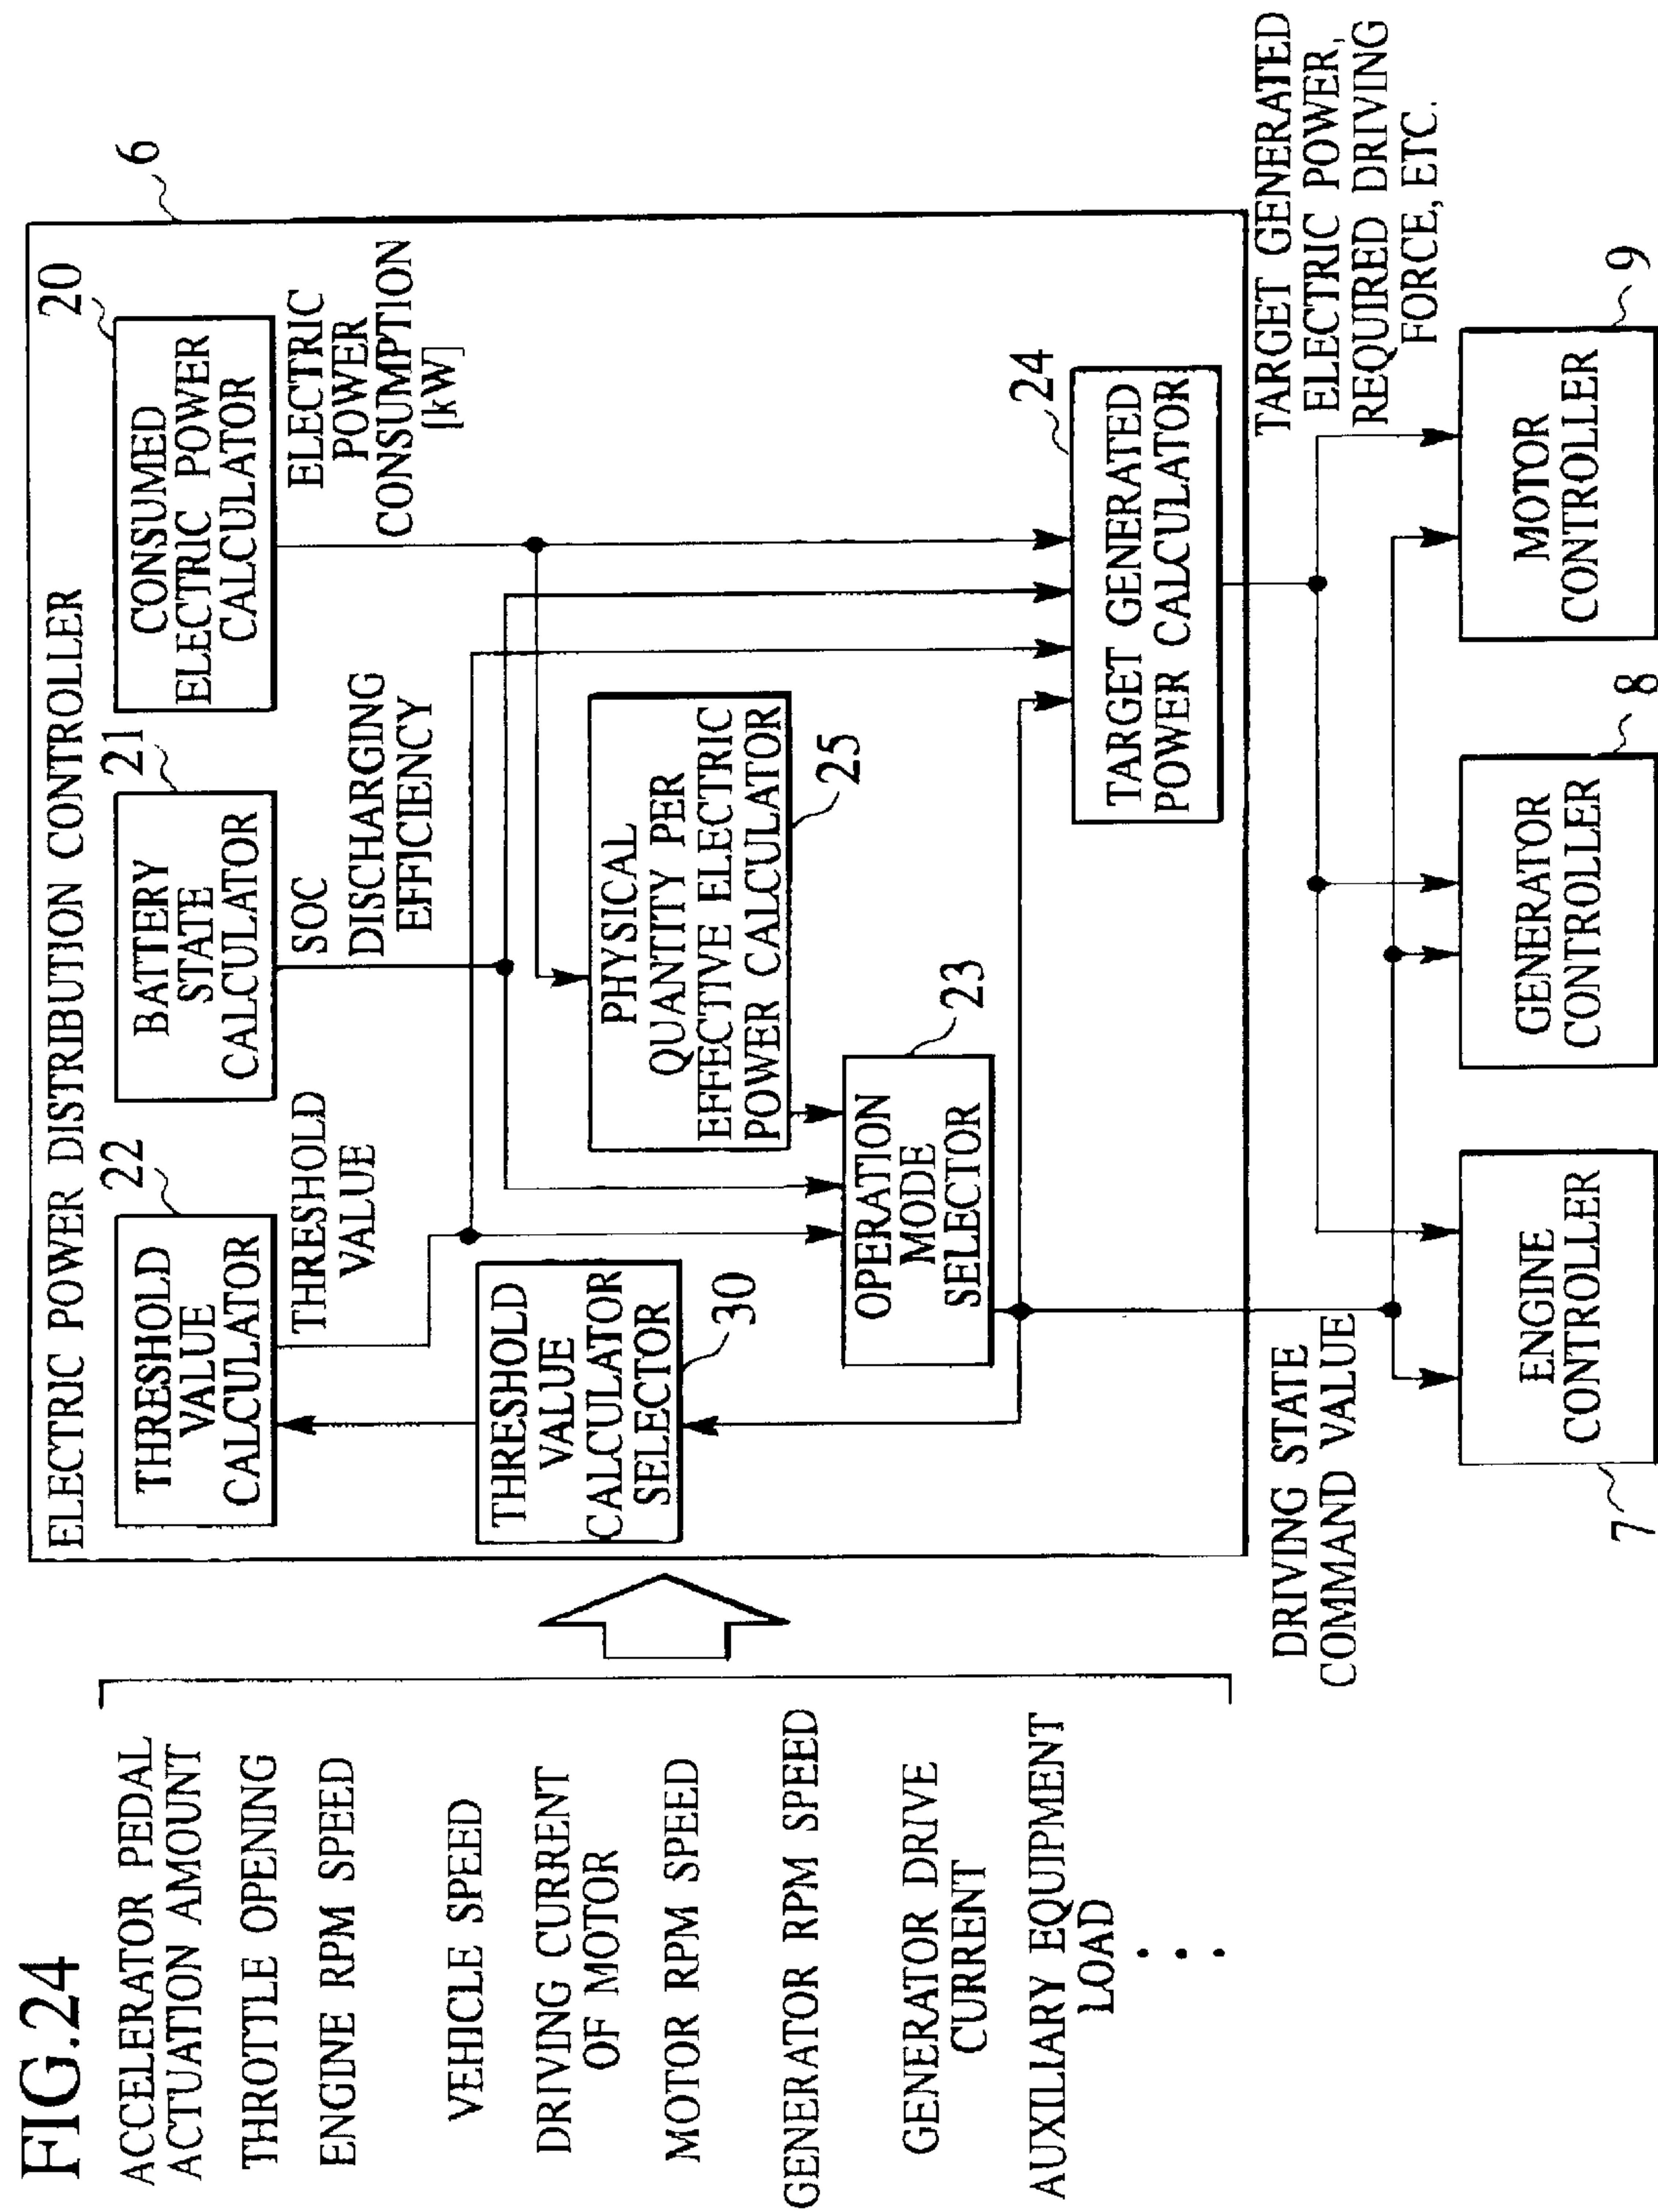 FIG.24
ACCELERATOR PEDAL
ACTUATION AMOUNT
THROTTLE OPENING
ENGINE RPM SPEED
VEHICLE SPEED
DRIVING CURRENT
OF MOTOR
MOTOR RPM SPEED
GENERATOR RPM SPEED
GENERATOR DRIVE
CURRENT
AUXILIARY EQUIPMENT
LOAD
ELECTRIC POWER DISTRIBUTION CONTROLLER
6
22
THRESHOLD
VALUE
CALCULATOR
THRESHOLD
VALUE
21
BATTERY
STATE
CALCULATOR
SOC
DISCHARGING
EFFICIENCY
20
CONSUMED
ELECTRIC POWER
CALCULATOR
ELECTRIC
POWER
CONSUMPTION
[kW]
THRESHOLD
VALUE
CALCULATOR
SELECTOR
30
PHYSICAL
QUANTITY PER
EFFECTIVE ELECTRIC
POWER CALCULATOR
25
OPERATION
MODE
SELECTOR
23
24
TARGET GENERATED
POWER CALCULATOR
DRIVING STATE
COMMAND VALUE
TARGET GENERATED
ELECTRIC POWER,
REQUIRED DRIVING
FORCE, ETC.
ENGINE
CONTROLLER
7
GENERATOR
CONTROLLER
8
MOTOR
CONTROLLER
9